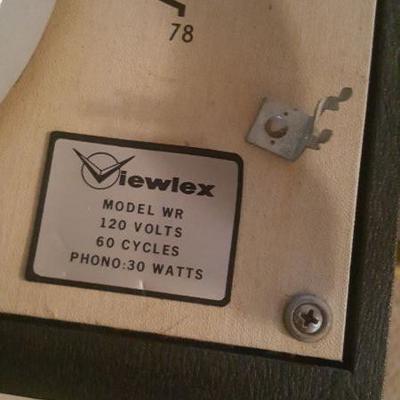 78
Viewlex
MODEL WR
120 VOLTS
60 CYCLES
PHONO:30 WATTS